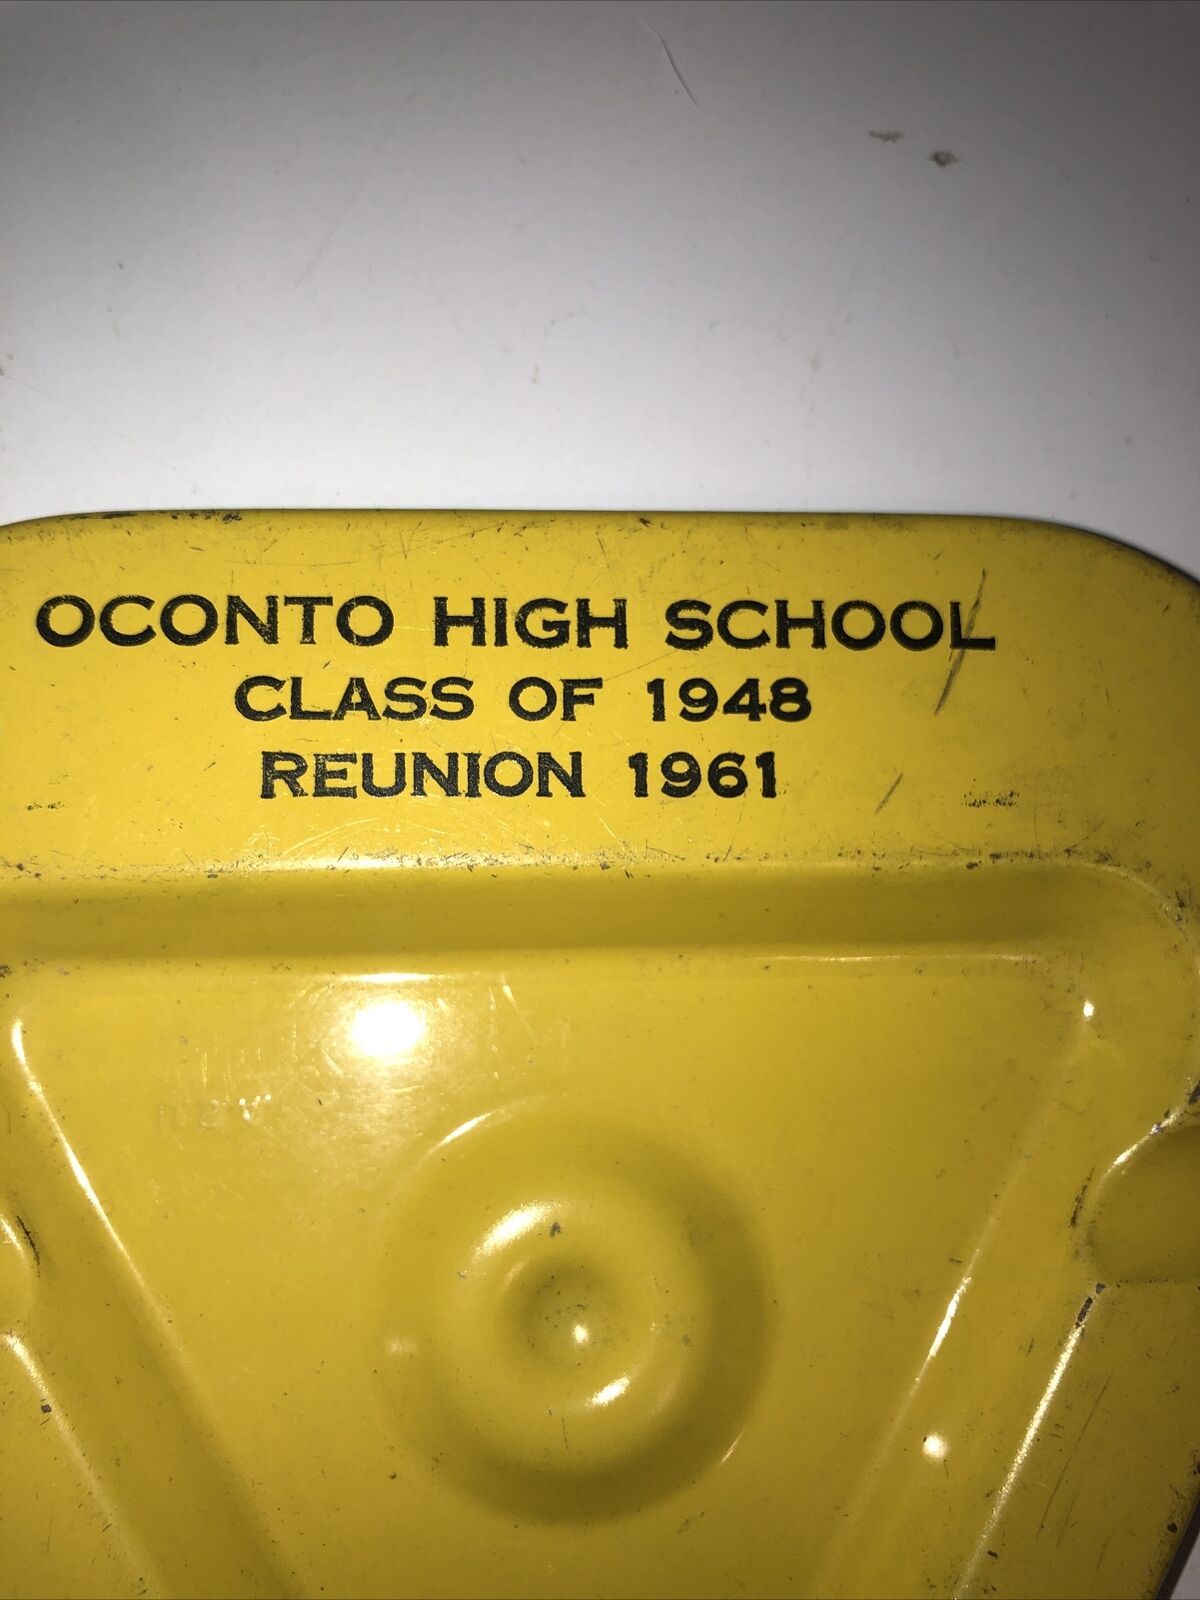 OCONTO HIGH SCHOOL
CLASS OF 1948
REUNION 1961